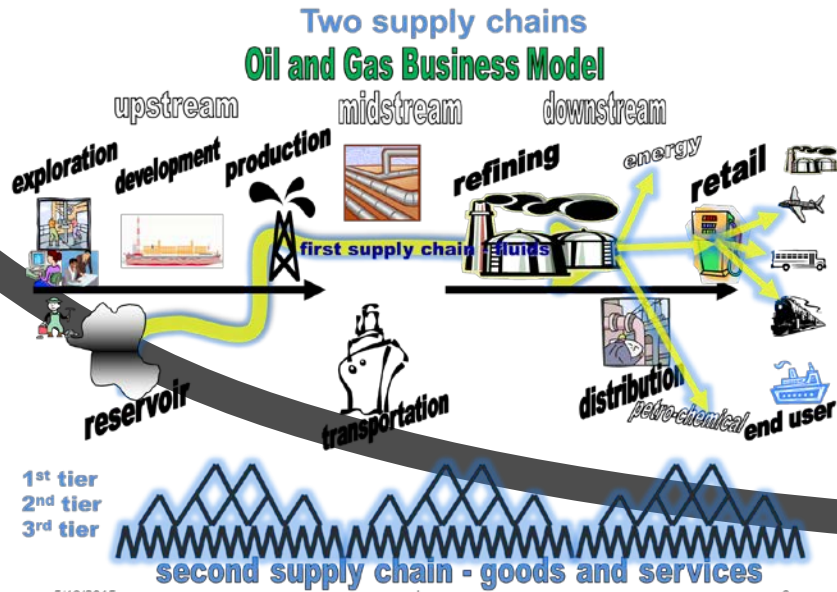 Two supply chains
Oil and Gas Business Model
upstream midstream downstream
exploration development production refining energy retail
first supply chain - fluids
reservoir transportation distribution petro-chemical end user
1st tier
2nd tier
3rd tier
second supply chain - goods and services